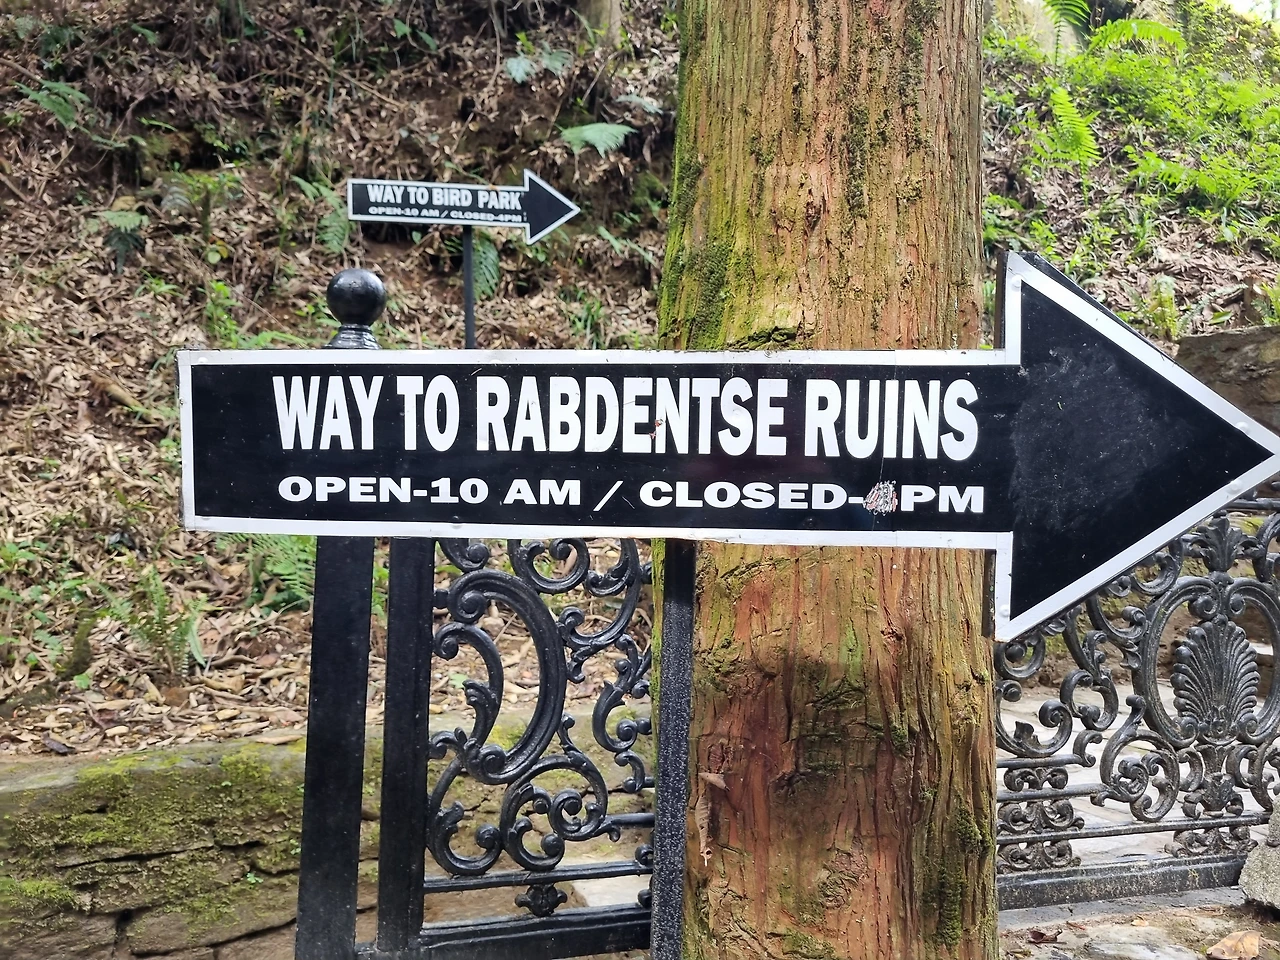 WAY TO BIRD PARK
OPEN-10 AM / CLOSED-4PM
WAY TO RABDENTSE RUINS
OPEN-10 AM / CLOSED- PM